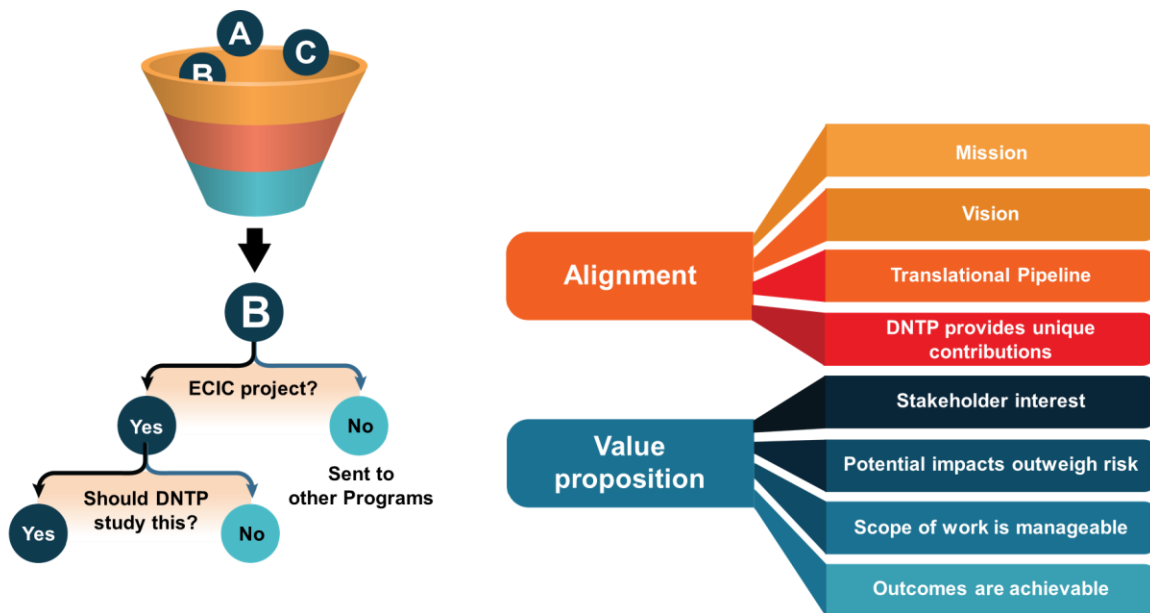 A
C
B
B
ECIC project?
Yes
No
Sent to
other Programs
Should DNTP
study this?
Yes
No
Alignment
Mission
Vision
Translational Pipeline
DNTP provides unique
contributions
Value
proposition
Stakeholder interest
Potential impacts outweigh risk
Scope of work is manageable
Outcomes are achievable